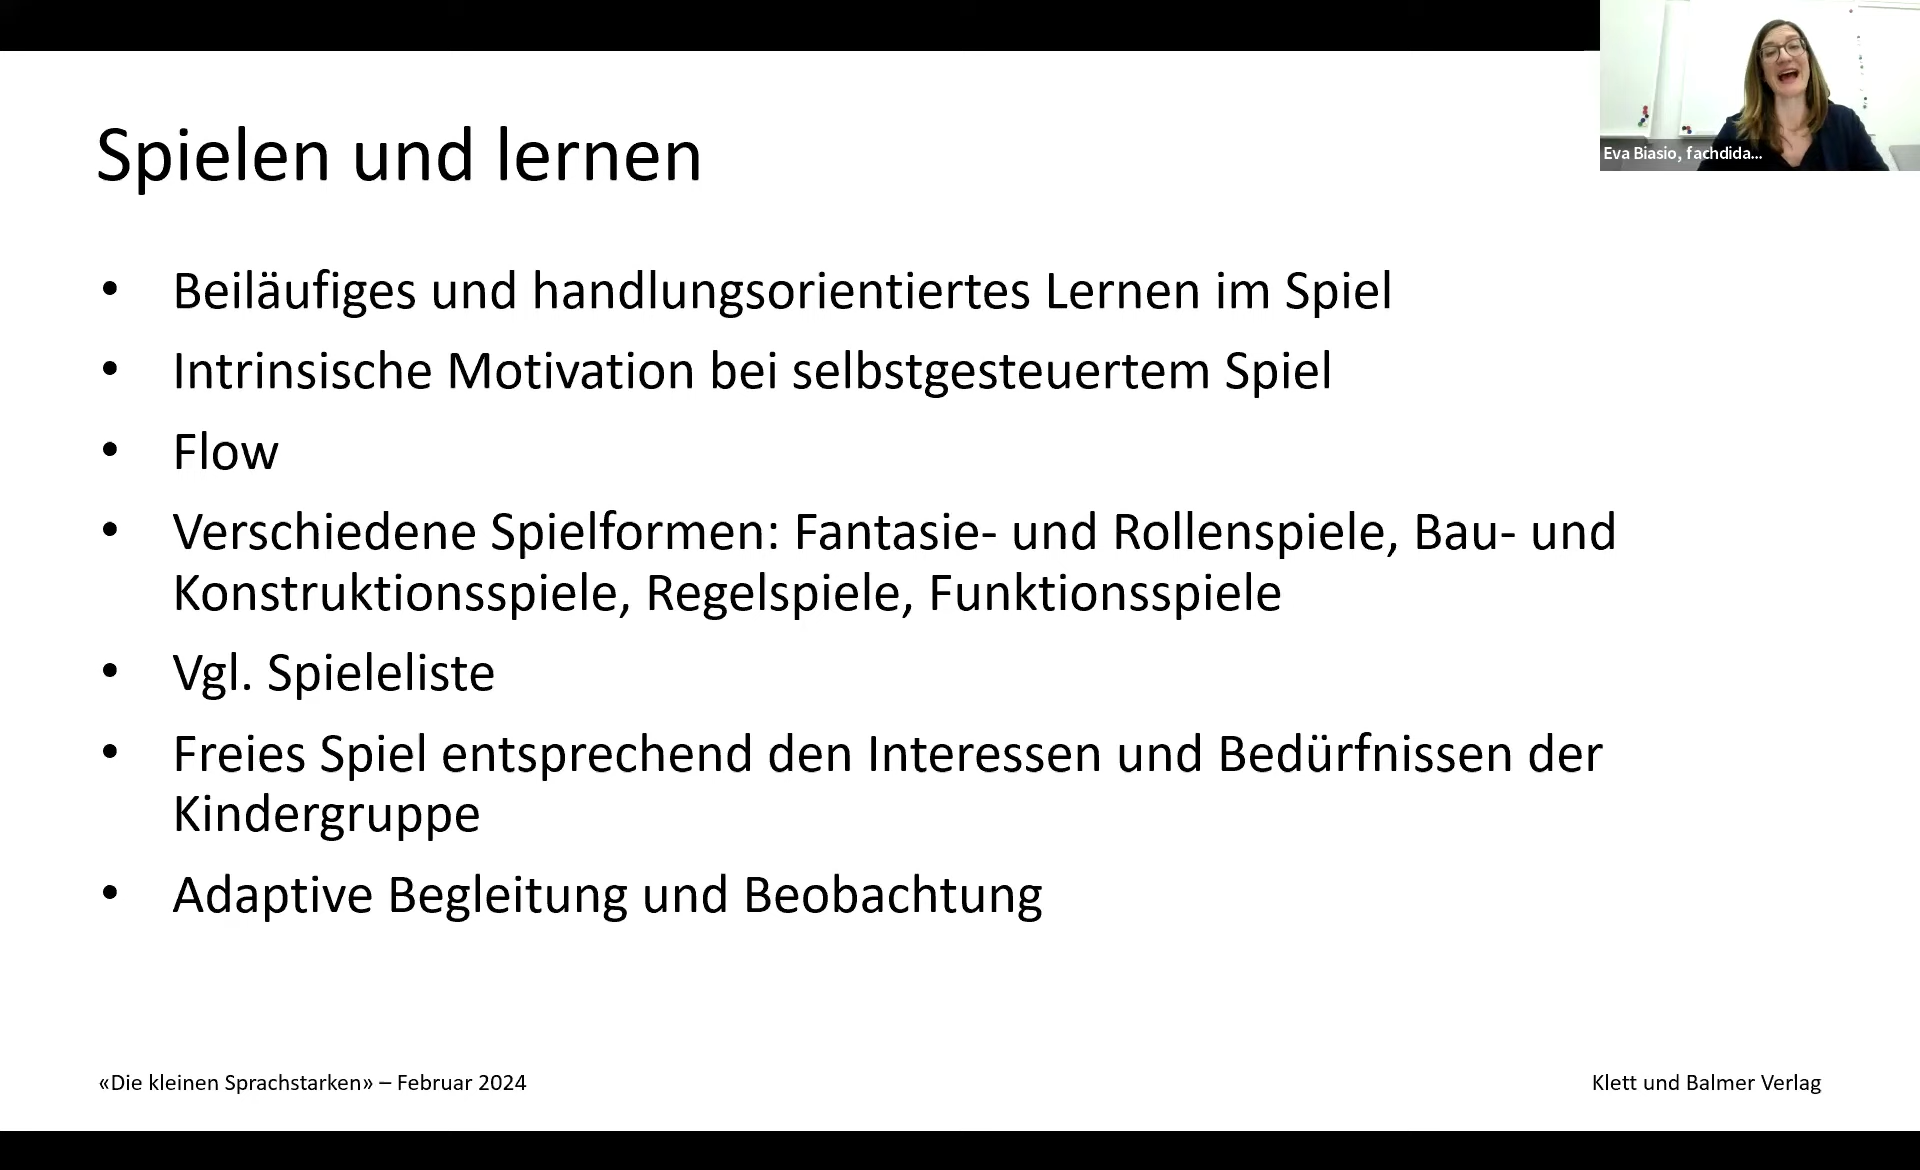 Spielen und lernen
Eva Biasio, fachdida...
• Beiläufiges und handlungsorientiertes Lernen im Spiel
• Intrinsische Motivation bei selbstgesteuertem Spiel
• Flow
• Verschiedene Spielformen: Fantasie- und Rollenspiele, Bau- und
Konstruktionsspiele, Regelspiele, Funktionsspiele
• Vgl. Spieleliste
• Freies Spiel entsprechend den Interessen und Bedürfnissen der
Kindergruppe
• Adaptive Begleitung und Beobachtung
«Die kleinen Sprachstarken» – Februar 2024
Klett und Balmer Verlag